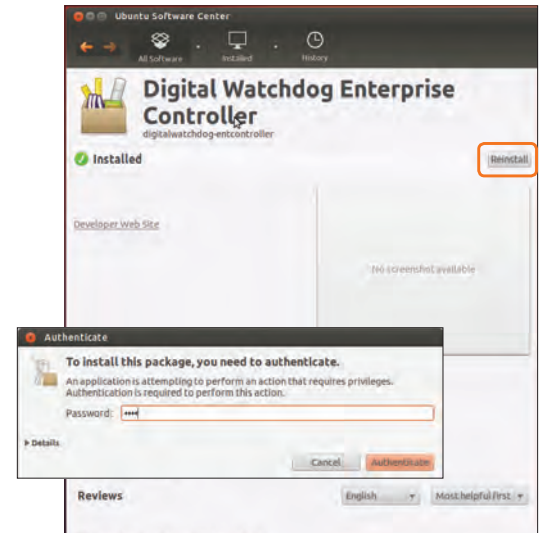 Ubuntu Software Center
All Software
Installed
History
Digital Watchdog Enterprise
Controller
digitalwatchdog-entcontroller
Installed
Reinstall
Developer Web Site
No screenshot available
Authenticate
To install this package, you need to authenticate.
An application is attempting to perform an action that requires privileges.
Authentication is required to perform this action.
Password: ••••
Details
Cancel
Authenticate
Reviews
English
Most helpful first